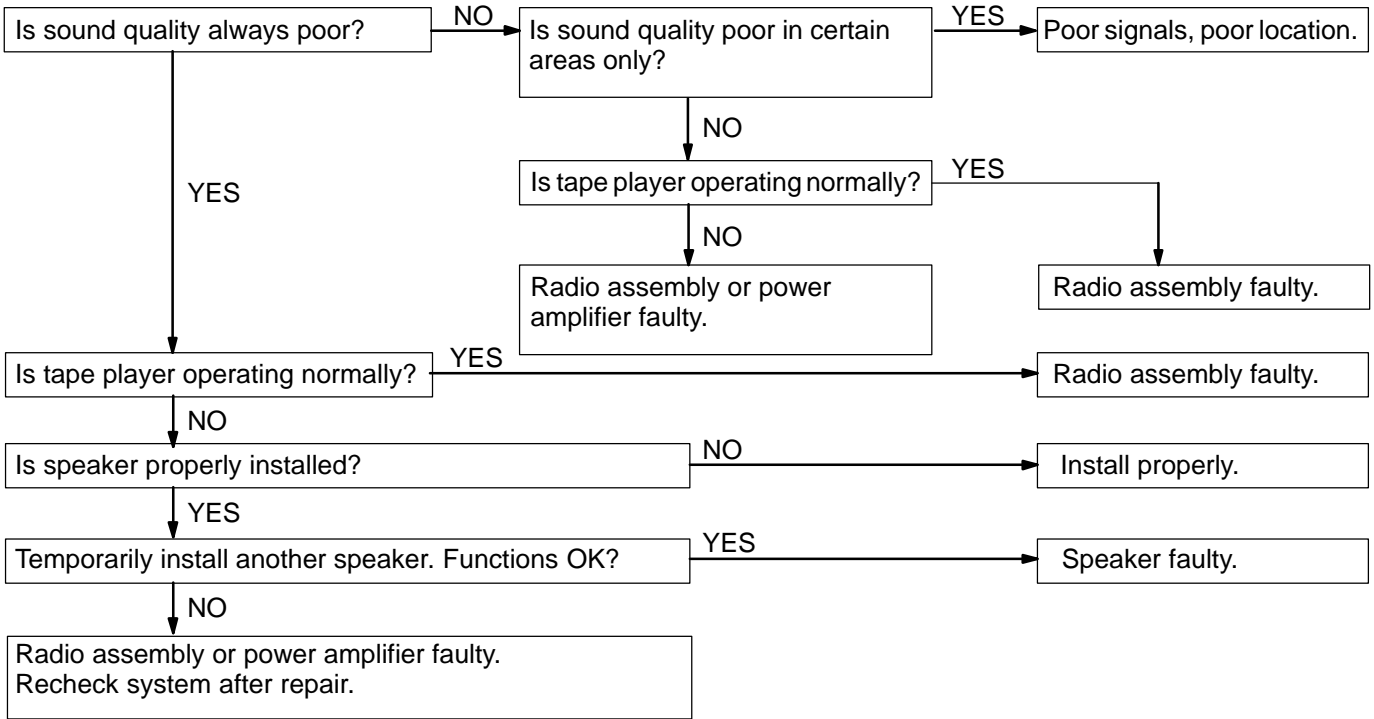 Is sound quality always poor?
NO
Is sound quality poor in certain
areas only?
YES
Poor signals, poor location.
NO
YES
Is tape player operating normally?
YES
NO
Radio assembly or power
amplifier faulty.
Radio assembly faulty.
Is tape player operating normally?
YES
Radio assembly faulty.
NO
Is speaker properly installed?
NO
Install properly.
YES
Temporarily install another speaker. Functions OK?
YES
Speaker faulty.
NO
Radio assembly or power amplifier faulty.
Recheck system after repair.